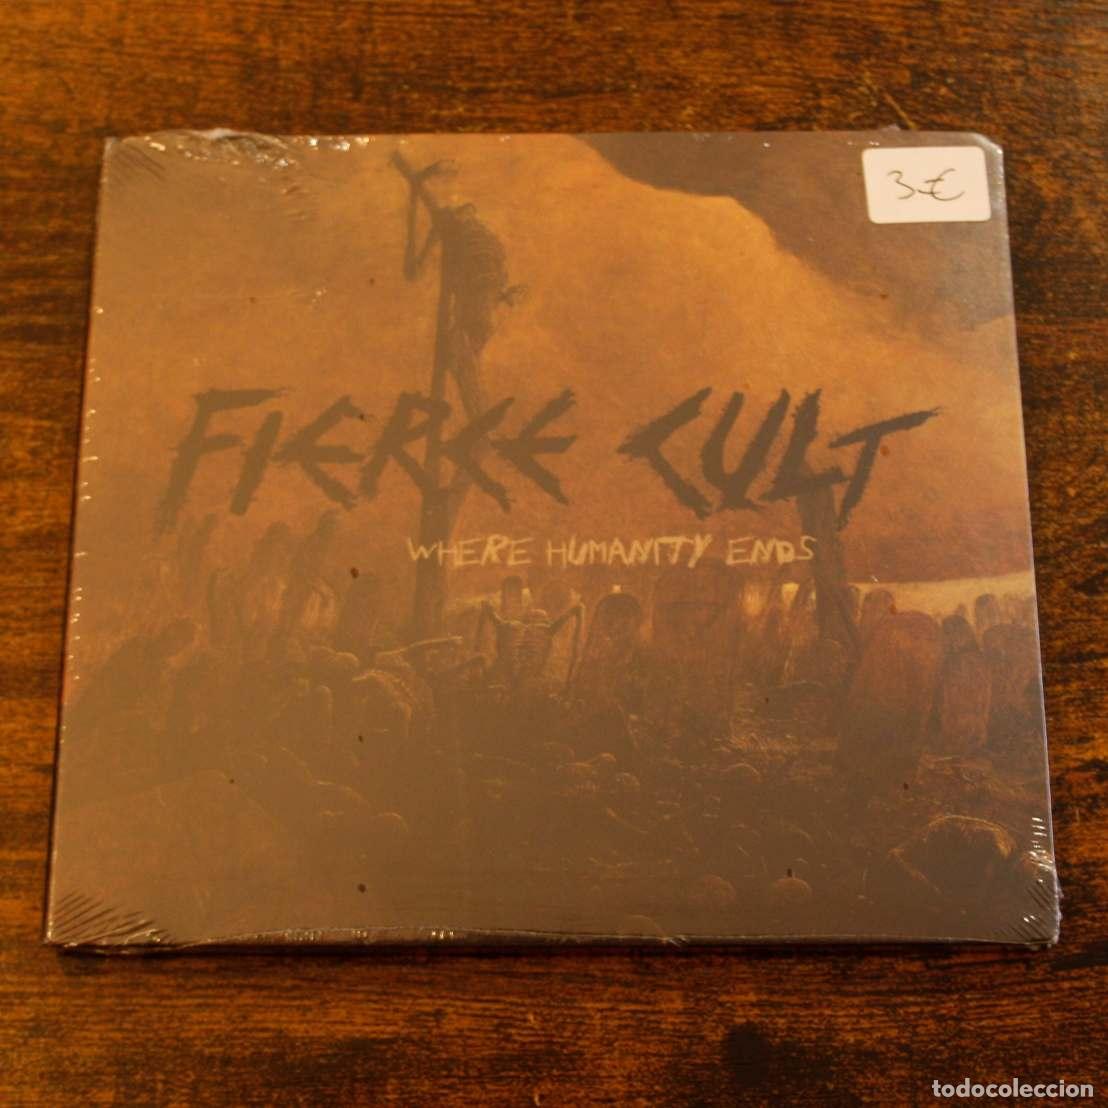 3€
FIERCE CULT
WHERE HUMANITY ENDS
todocoleccion